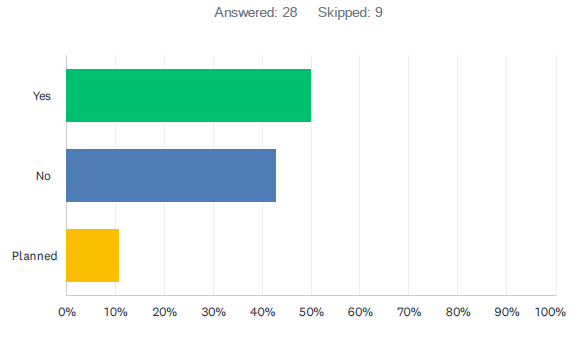 Answered: 28 Skipped: 9
Yes
No
Planned
0% 10% 20% 30% 40% 50% 60% 70% 80% 90% 100%